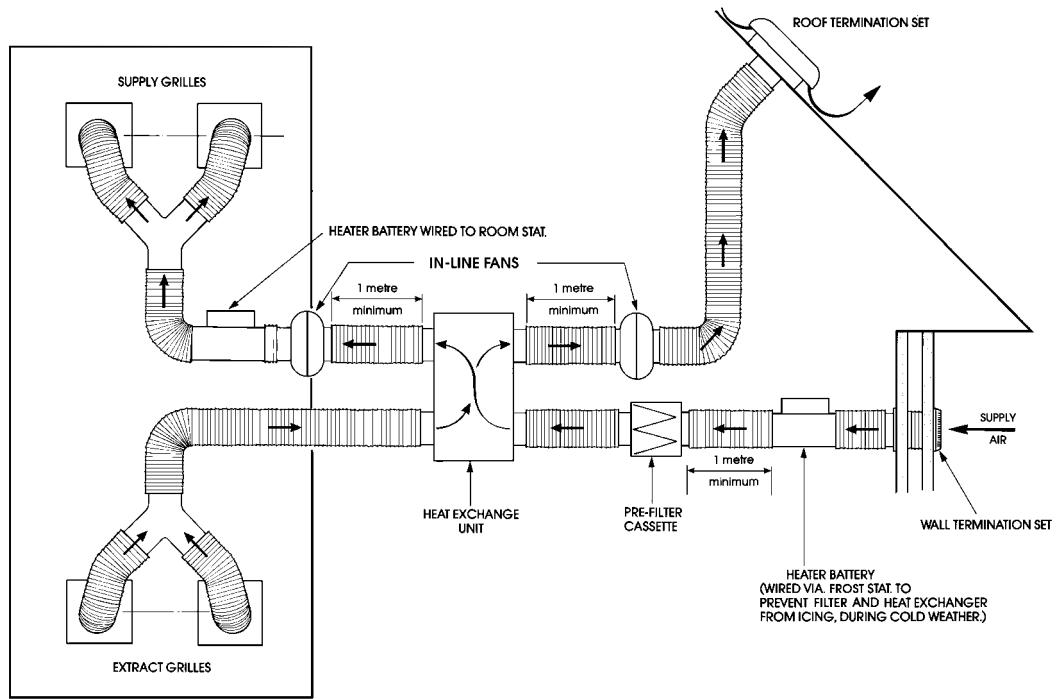 ROOF TERMINATION SET
SUPPLY GRILLES
HEATER BATTERY WIRED TO ROOM STAT.
IN-LINE FANS
1 metre
minimum
1 metre
minimum
SUPPLY
AIR
1 metre
minimum
HEAT EXCHANGE
UNIT
PRE-FILTER
CASSETTE
WALL TERMINATION SET
HEATER BATTERY
(WIRED VIA. FROST STAT. TO
PREVENT FILTER AND HEAT EXCHANGER
FROM ICING, DURING COLD WEATHER.)
EXTRACT GRILLES